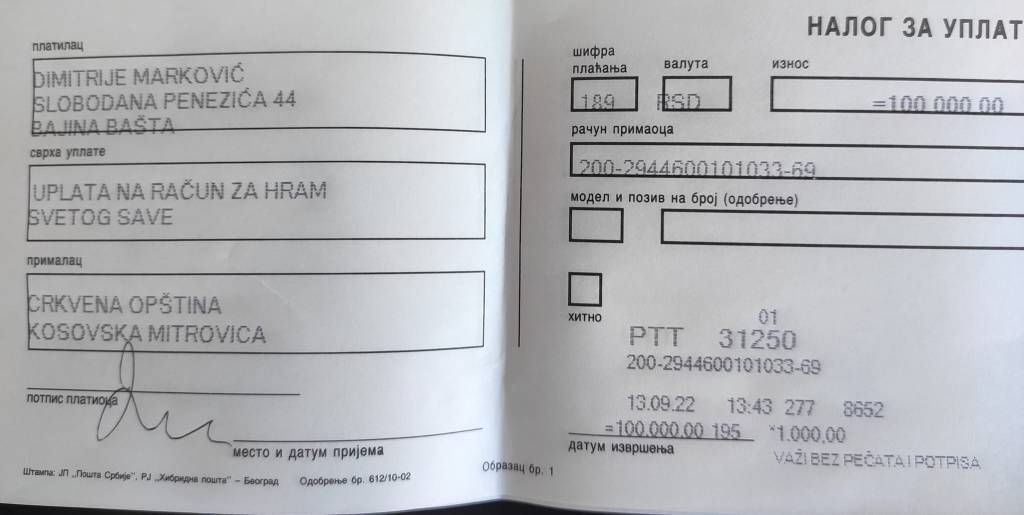 НАЛОГ ЗА УПЛАТ
платилац
DIMITRIJE MARKOVIĆ
SLOBODANA PENEZIĆA 44
BAJINA BAŠTA
сврха уплате
UPLATA NA RAČUN ZA HRAM
SVETOG SAVE
прималац
CRKVENA OPŠTINA
KOSOVSKA MITROVICA
потпис платиоца
место и датум пријема
Штампа: ЈП „Пошта Србије", РЈ „Хибридна пошта" – Београд Одобрење бр. 612/10-02
Образац бр. 1
шифра плаћања
валута
износ
189
RSD
=100.000,00
рачун примаоца
200-2944600101033-69
модел и позив на број (одобрење)
хитно
01
PTT 31250
200-2944600101033-69
13.09.22 13:43 277 8652
=100.000,00 195 *1.000,00
датум извршења
VAŽI BEZ PEČATA I POTPISA